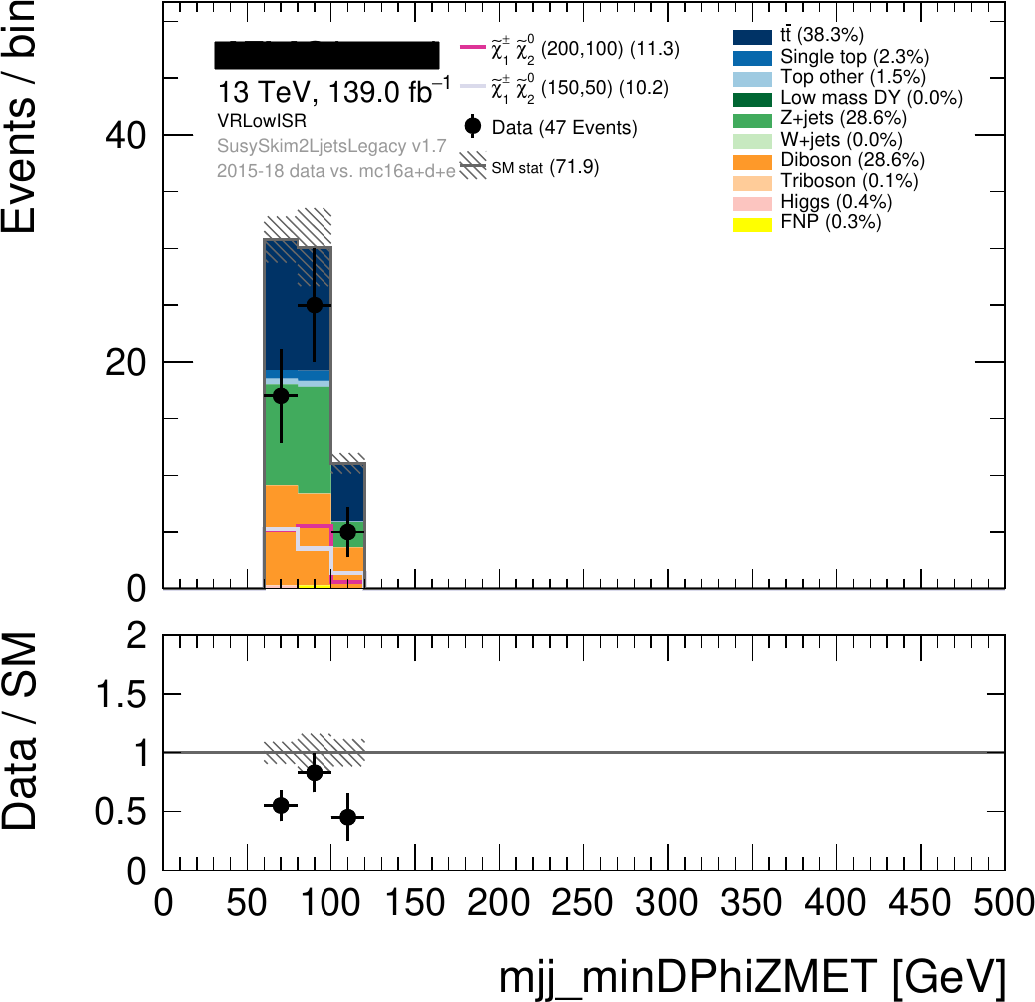 Events / bin
40
20
0
13 TeV, 139.0 fb⁻¹
VRLowISR
SusySkim2LjetsLegacy v1.7
2015-18 data vs. mc16a+d+e
χ̃₁± χ̃₂⁰ (200,100) (11.3)
χ̃₁± χ̃₂⁰ (150,50) (10.2)
Data (47 Events)
SM stat (71.9)
tt̄ (38.3%)
Single top (2.3%)
Top other (1.5%)
Low mass DY (0.0%)
Z+jets (28.6%)
W+jets (0.0%)
Diboson (28.6%)
Triboson (0.1%)
Higgs (0.4%)
FNP (0.3%)
Data / SM
2
1.5
1
0.5
0
0 50 100 150 200 250 300 350 400 450 500
mjj_minDPhiZMET [GeV]